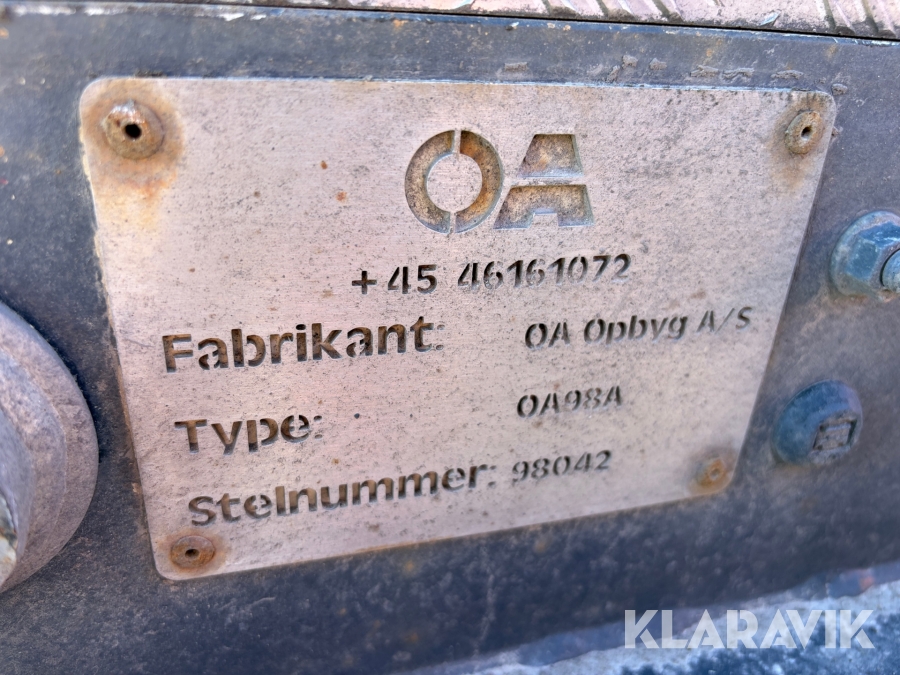 OA
+45 46161072
Fabrikant: OA Opbyg A/S
Type: OA98A
Stelnummer: 98042
KLARAVIK